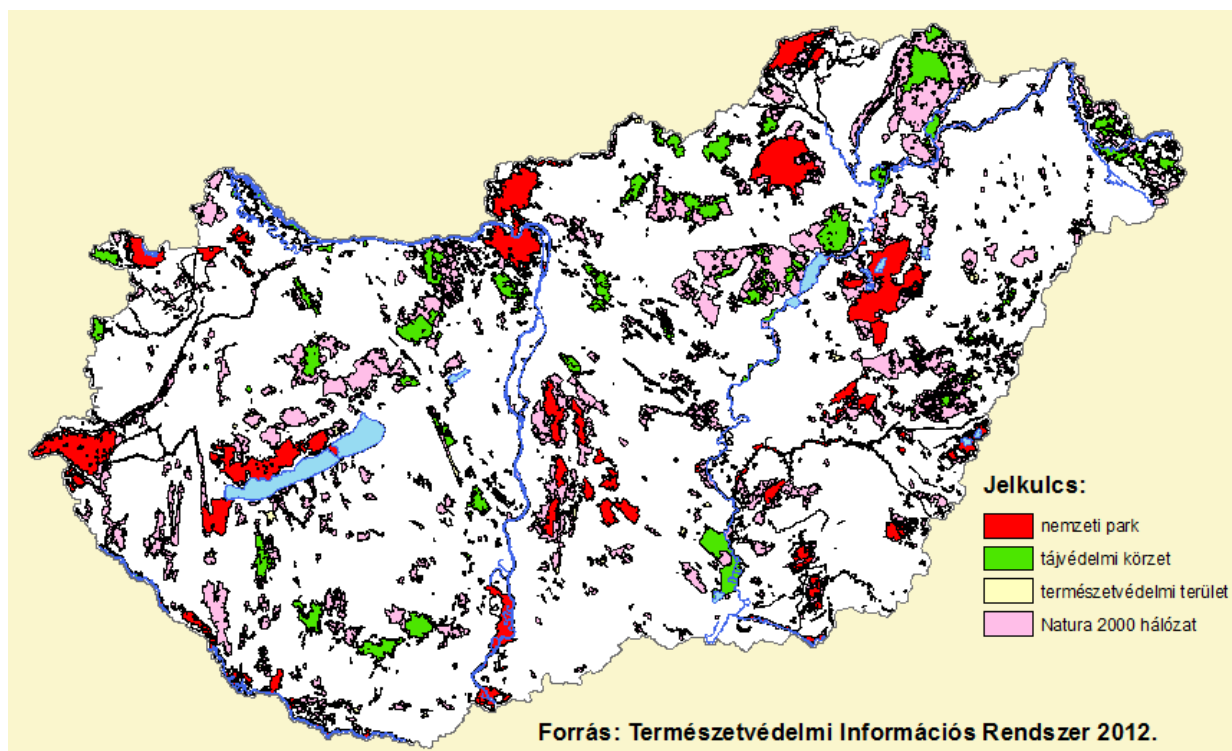 Jelkulcs:
nemzeti park
tájvédelmi körzet
természetvédelmi terület
Natura 2000 hálózat
Forrás: Természetvédelmi Információs Rendszer 2012.